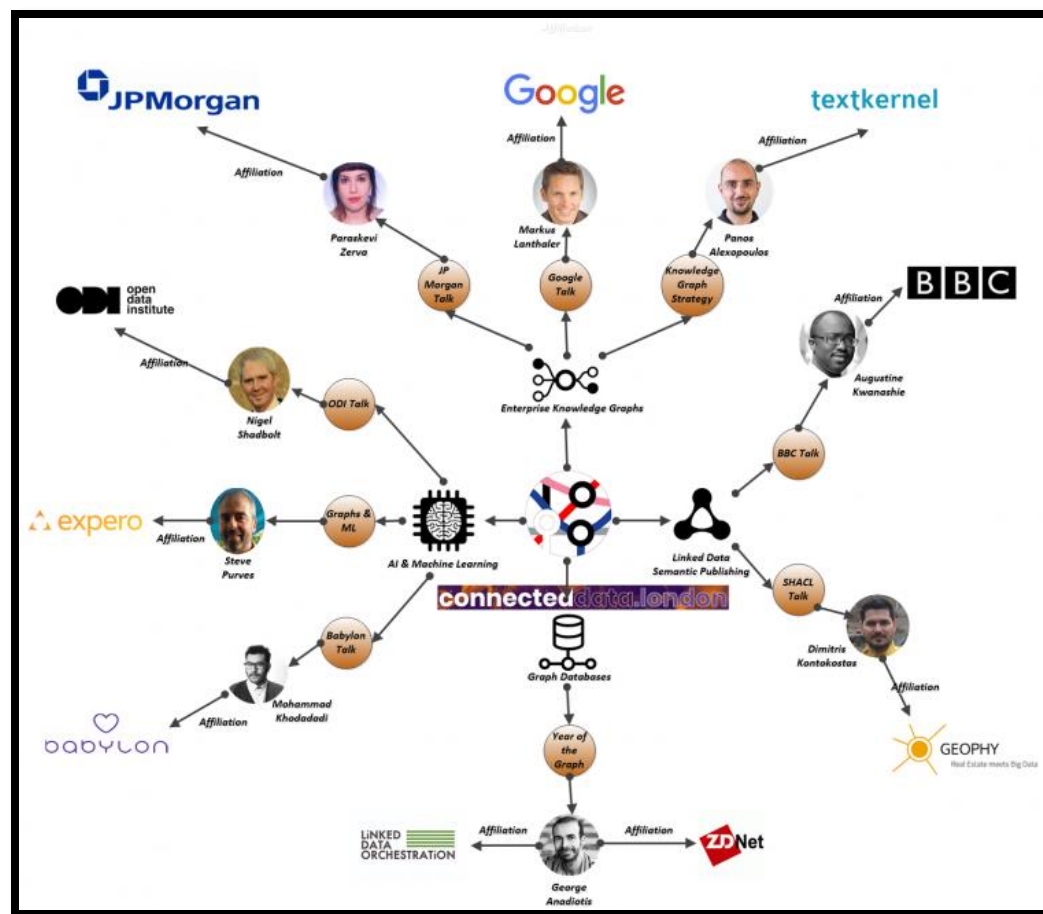 Affiliation
JPMorgan
Google
textkernel
Affiliation
Affiliation
Affiliation
Paraskevi
Zerva
Markus
Lanthaler
Panos
Alexopoulos
JP
Morgan
Talk
Google
Talk
Knowledge
Graph
Strategy
ODI
open
data
institute
BBC
Affiliation
Affiliation
Nigel
Shadbolt
ODI Talk
Enterprise Knowledge Graphs
Augustine
Kwanashie
BBC Talk
expero
Affiliation
Steve
Purves
Graphs &
ML
AI & Machine Learning
Linked Data
Semantic Publishing
connecteddata.london
SHACL
Talk
Dimitris
Kontokostas
Affiliation
Babylon
Talk
Mohammad
Khodadadi
Affiliation
babylon
Graph Databases
GEOPHY
Real Estate meets Big Data
Year of
the
Graph
LiNKED
DATA
ORCHESTRATiON
Affiliation
Affiliation
ZDNet
George
Anadiotis